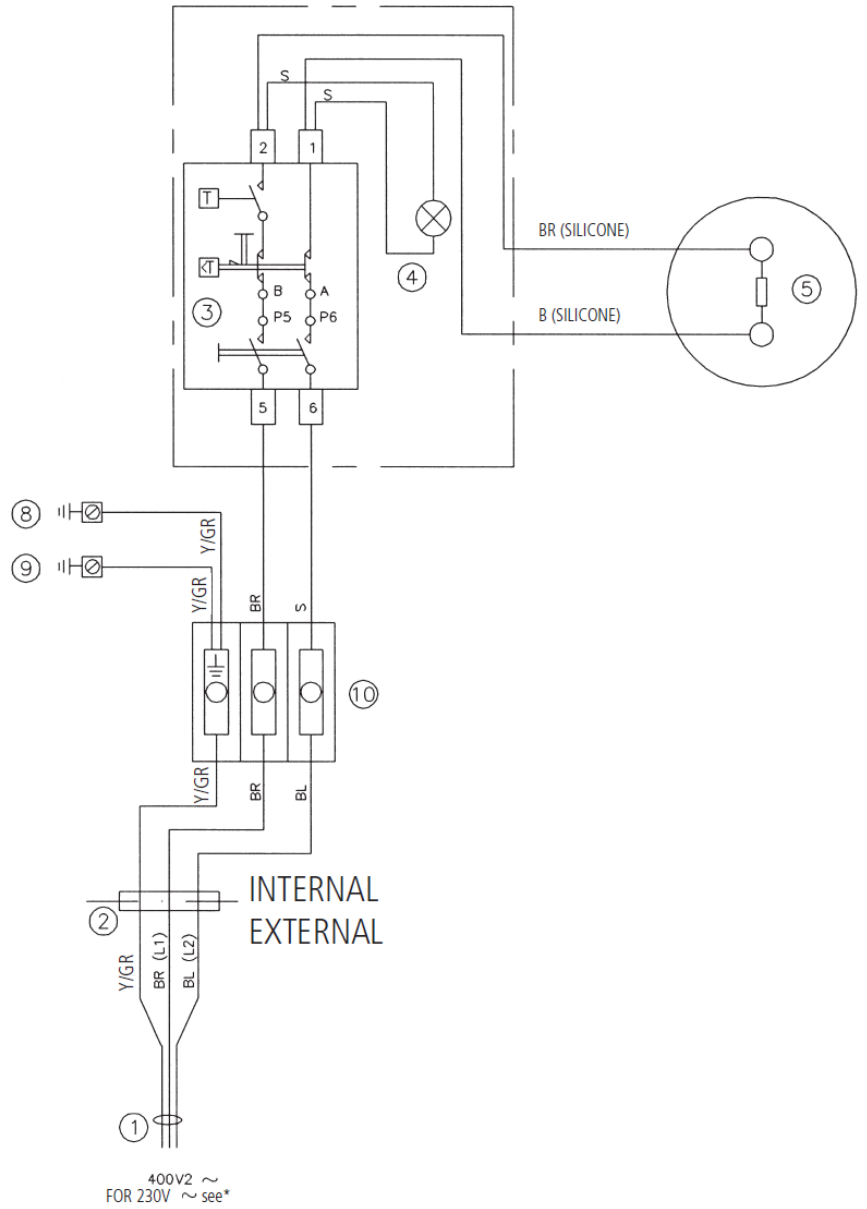 S
S
2
1
T
BR (SILICONE)
4
T
5
B
A
3
P5
P6
B (SILICONE)
5
6
8
Y/GR
9
Y/GR
BR
S
10
Y/GR
BR
BL
INTERNAL
2
EXTERNAL
Y/GR
BR (L1)
BL (L2)
1
400V2 ~
FOR 230V ~ see*